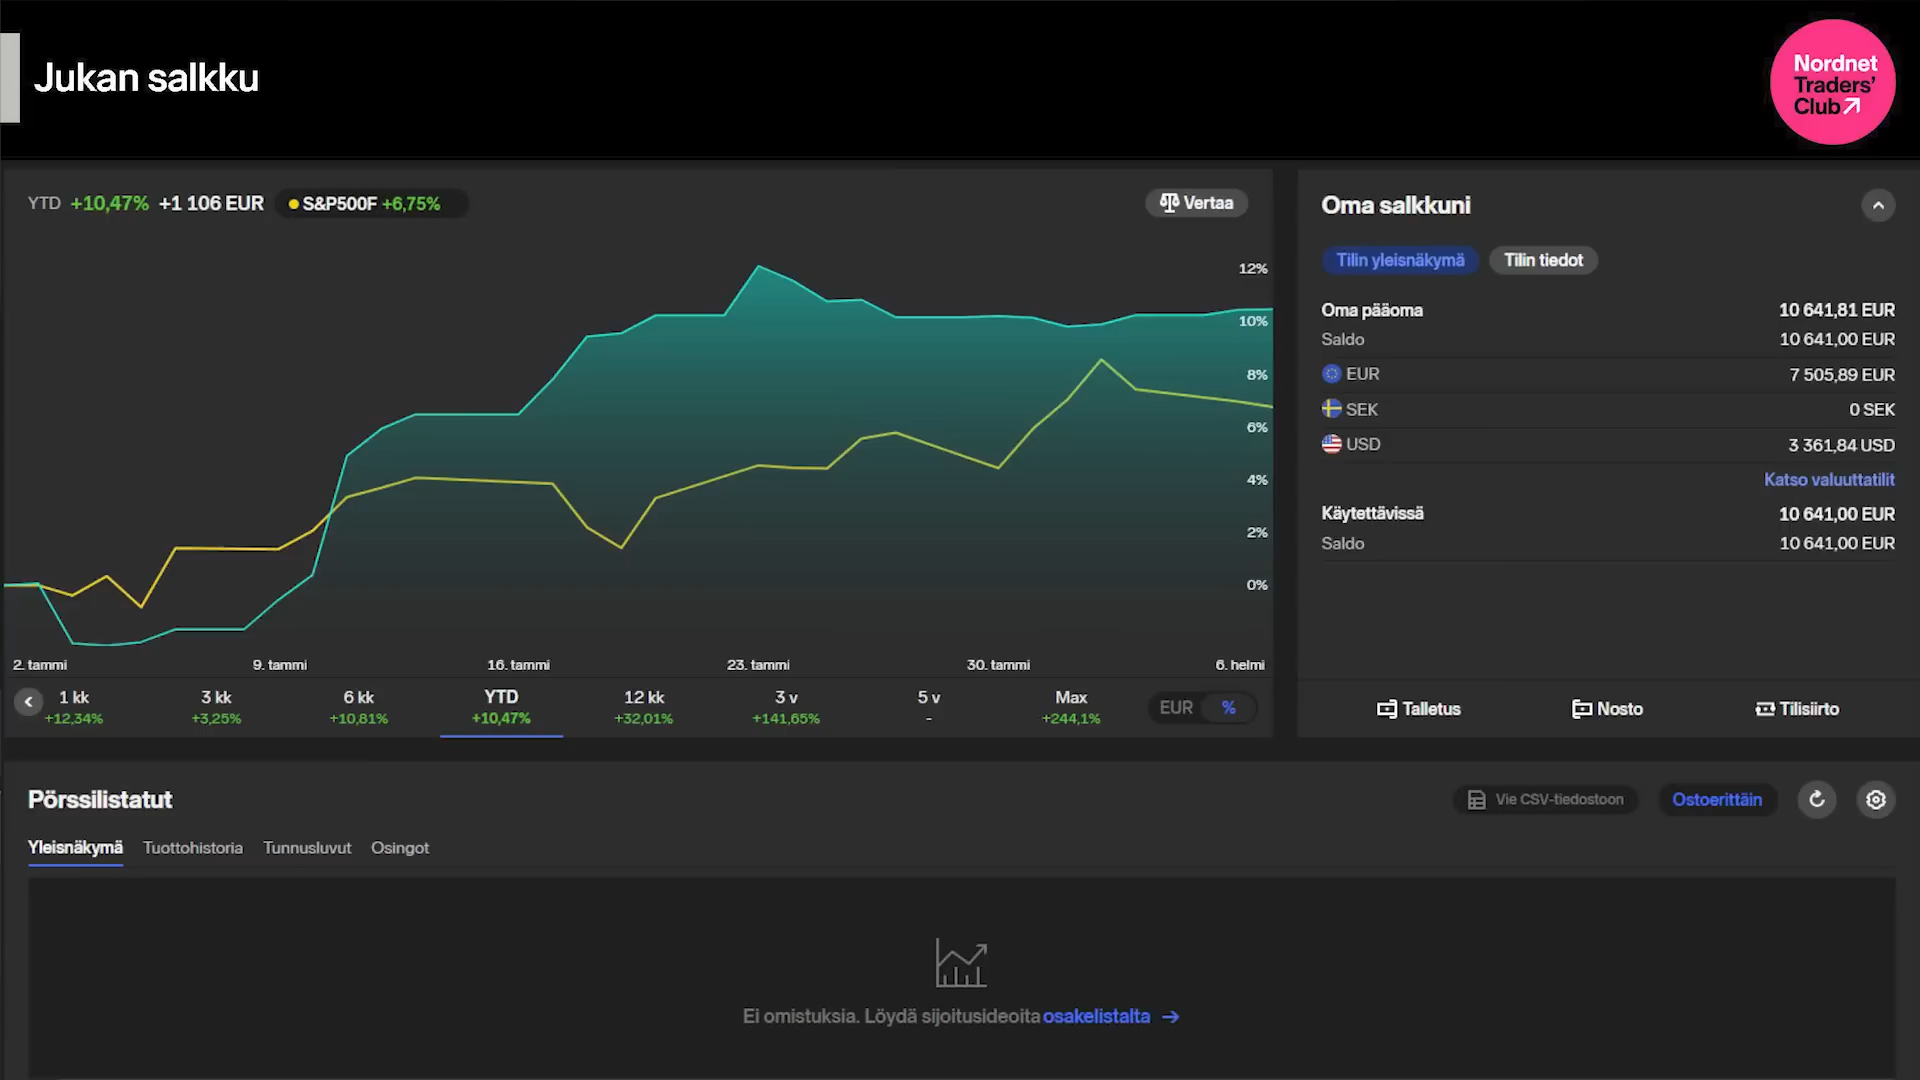 Jukan salkku
Nordnet
Traders'
Club
YTD +10,47% +1 106 EUR S&P500F +6,75%
Vertaa
12%
10%
8%
6%
4%
2%
0%
2. tammi 9. tammi 16. tammi 23. tammi 30. tammi 6. helmi
1 kk 3 kk 6 kk YTD 12 kk 3 v 5 v Max
+12,34% +3,25% +10,81% +10,47% +32,01% +141,65% - +244,1%
EUR %
Oma salkkuni
Tilin yleisnäkymä Tilin tiedot
Oma pääoma 10 641,81 EUR
Saldo 10 641,00 EUR
EUR 7 505,89 EUR
SEK 0 SEK
USD 3 361,84 USD
Katso valuuttatilit
Käytettävissä 10 641,00 EUR
Saldo 10 641,00 EUR
Talletus Nosto Tilisiirto
Pörssilistatut
Vie CSV-tiedostoon Ostoerittäin
Yleisnäkymä Tuottohistoria Tunnusluvut Osingot
Ei omistuksia. Löydä sijoitusideoita osakelistalta →